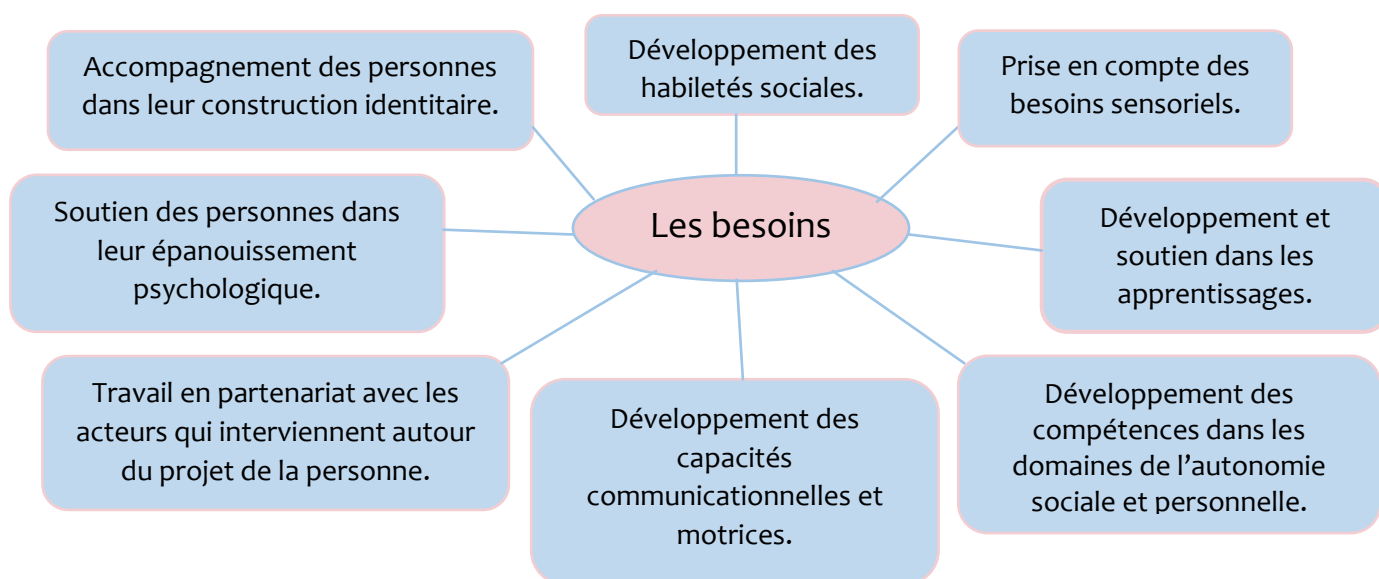 Accompagnement des personnes
dans leur construction identitaire.
Développement des
habiletés sociales.
Prise en compte des
besoins sensoriels.
Soutien des personnes dans
leur épanouissement
psychologique.
Les besoins
Développement et
soutien dans les
apprentissages.
Travail en partenariat avec les
acteurs qui interviennent autour
du projet de la personne.
Développement des
capacités
communicationnelles et
motrices.
Développement des
compétences dans les
domaines de l’autonomie
sociale et personnelle.